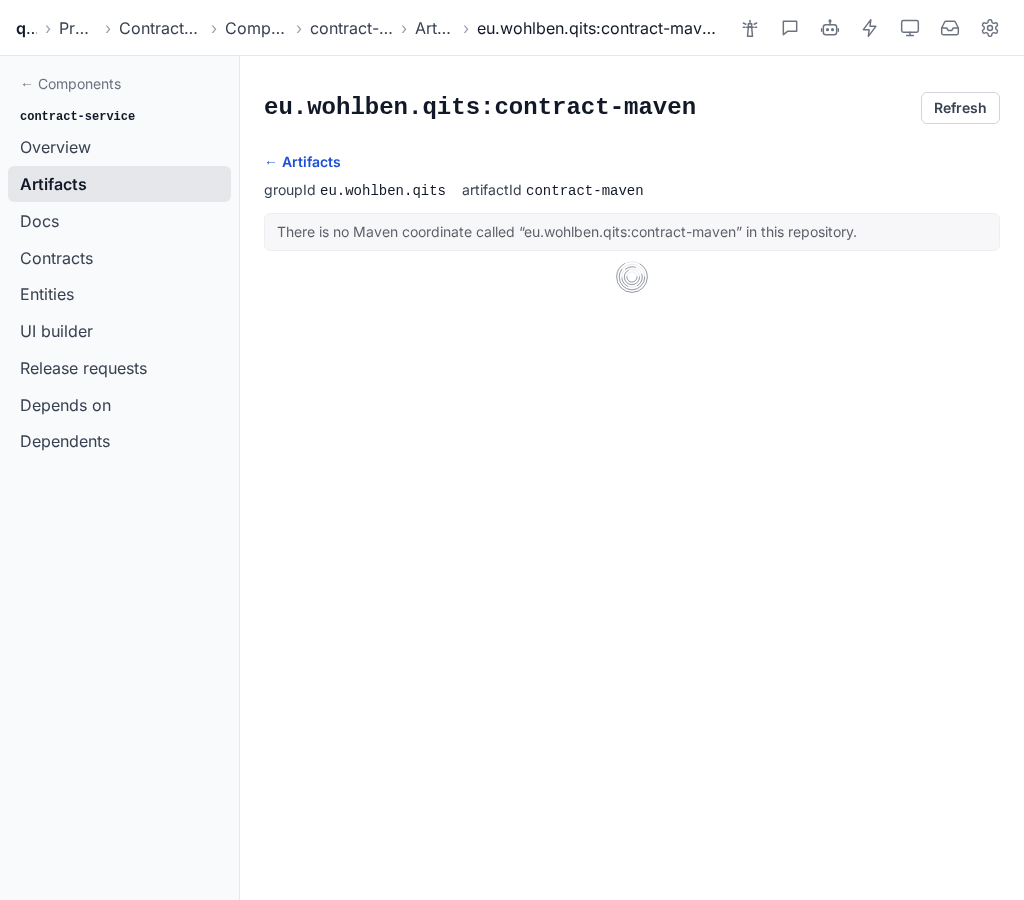 q... › Pr... › Contract... › Comp... › contract-... › Art... › eu.wohlben.qits:contract-mav...
← Components
contract-service
Overview
Artifacts
Docs
Contracts
Entities
UI builder
Release requests
Depends on
Dependents
eu.wohlben.qits:contract-maven
Refresh
← Artifacts
groupId eu.wohlben.qits artifactId contract-maven
There is no Maven coordinate called “eu.wohlben.qits:contract-maven” in this repository.